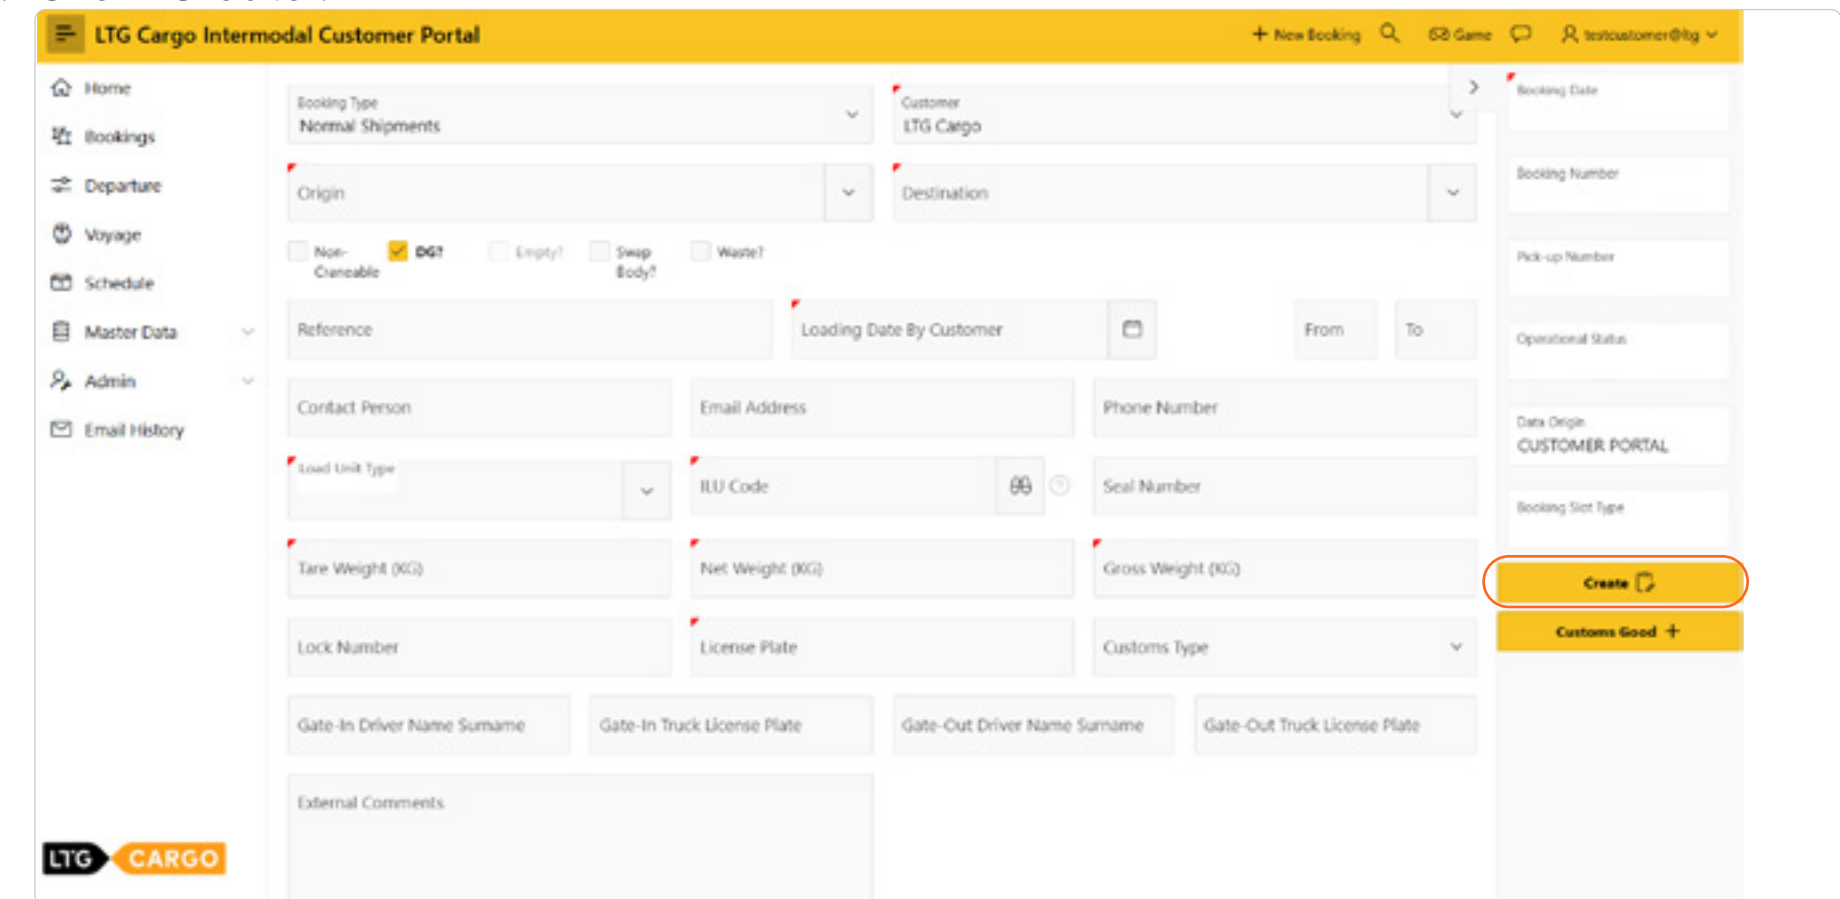 LTG Cargo Intermodal Customer Portal
New Booking
Game
testcustomer@ltg
Home
Bookings
Departure
Voyage
Schedule
Master Data
Admin
Email History
LTG CARGO
Booking Type
Normal Shipments
Customer
LTG Cargo
Origin
Destination
Non-
Craneable
DG?
Empty?
Swap
Body?
Waste?
Reference
Loading Date By Customer
From
To
Contact Person
Email Address
Phone Number
Load Unit Type
ILU Code
Seal Number
Tare Weight (KG)
Net Weight (KG)
Gross Weight (KG)
Lock Number
License Plate
Customs Type
Gate-In Driver Name Surname
Gate-In Truck License Plate
Gate-Out Driver Name Surname
Gate-Out Truck License Plate
External Comments
Booking Date
Booking Number
Pick-up Number
Operational Status
Data Origin
CUSTOMER PORTAL
Booking Slot Type
Create
Customs Good +